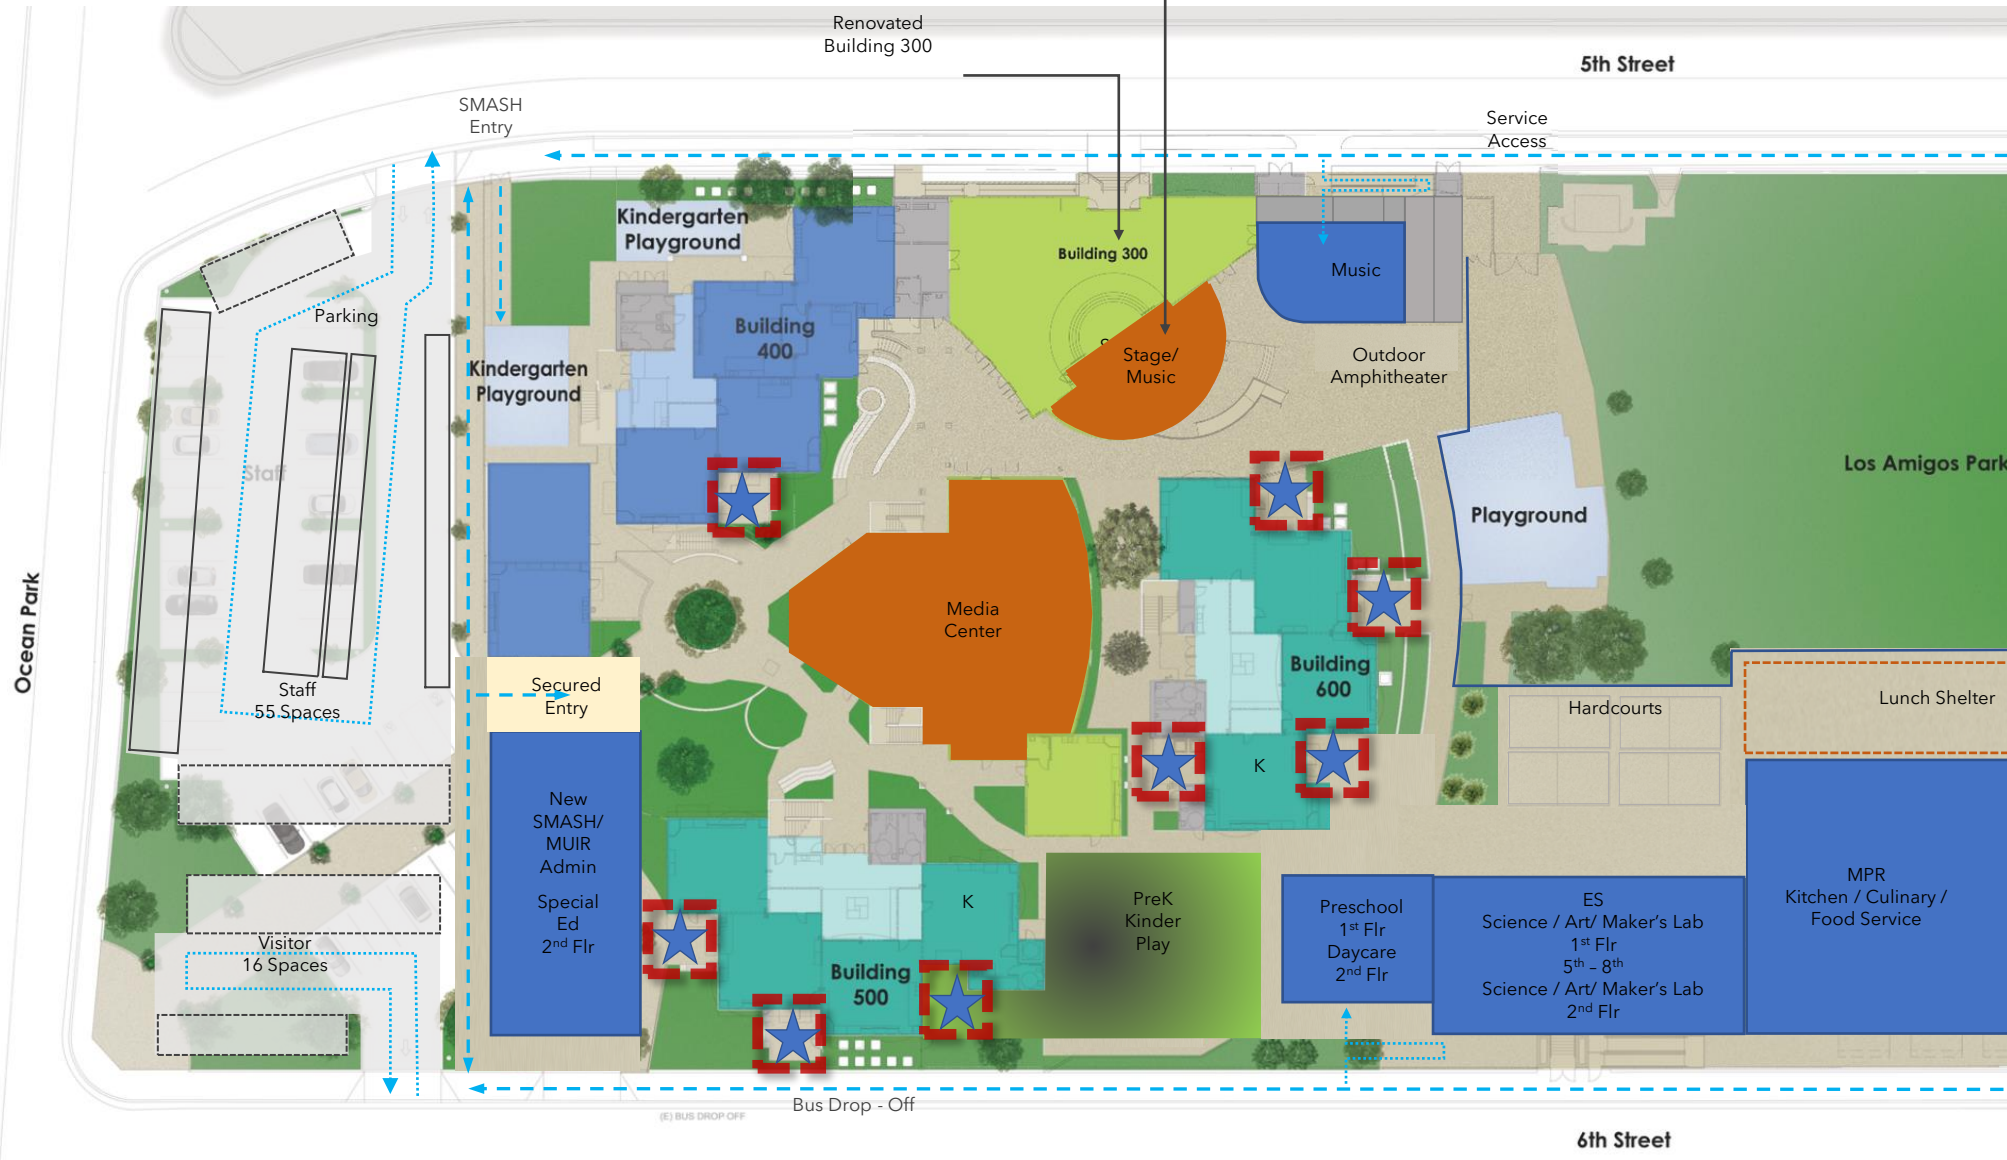 Renovated
Building 300
5th Street
SMASH
Entry
Service
Access
Kindergarten
Playground
Building 300
Music
Parking
Building
400
Stage/
Music
Outdoor
Amphitheater
Kindergarten
Playground
Staff
Los Amigos Park
Playground
Ocean Park
Media
Center
Building
600
Secured
Entry
Staff
55 Spaces
Hardcourts
Lunch Shelter
K
New
SMASH/
MUIR
Admin
Special
Ed
2nd Flr
K
PreK
Kinder
Play
Preschool
1st Flr
Daycare
2nd Flr
ES
Science / Art/ Maker's Lab
1st Flr
5th – 8th
Science / Art/ Maker's Lab
2nd Flr
MPR
Kitchen / Culinary /
Food Service
Visitor
16 Spaces
Building
500
Bus Drop - Off
(E) BUS DROP OFF
6th Street